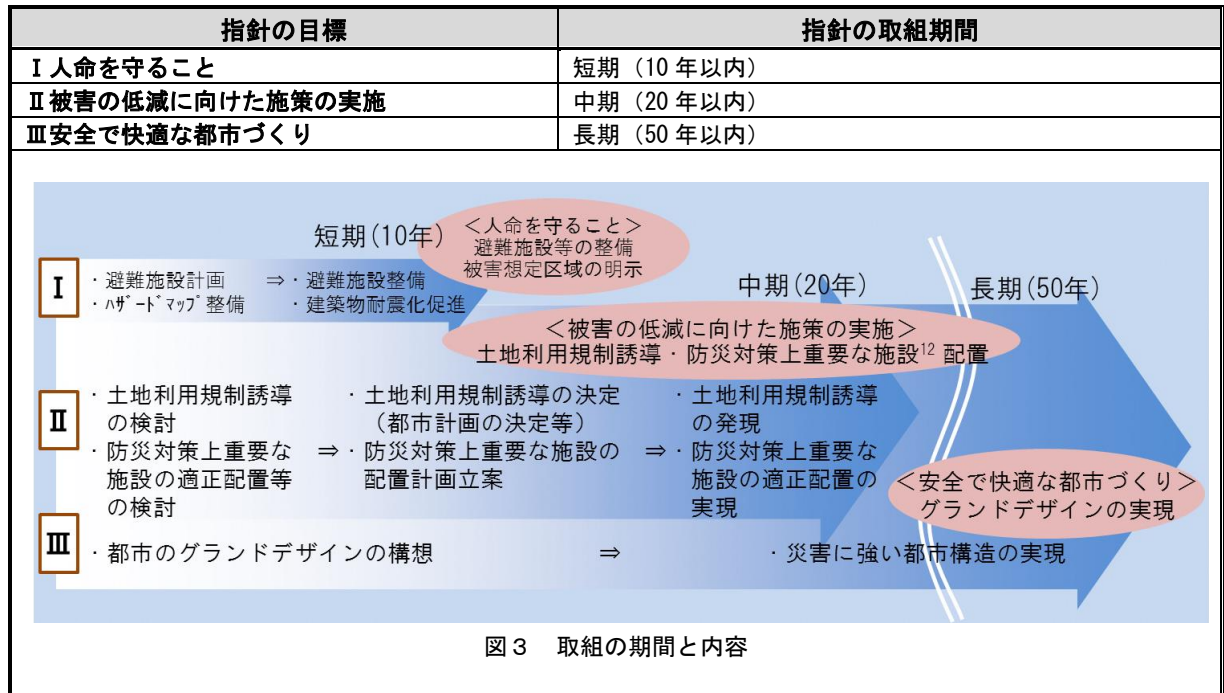 指針の目標 指針の取組期間
Ⅰ人命を守ること 短期（10年以内）
Ⅱ被害の低減に向けた施策の実施 中期（20年以内）
Ⅲ安全で快適な都市づくり 長期（50年以内）
短期(10年)
＜人命を守ること＞
避難施設等の整備
被害想定区域の明示
Ⅰ
・避難施設計画 ⇒ ・避難施設整備
・ﾊｻﾞｰﾄﾞﾏｯﾌﾟ整備 ・建築物耐震化促進
中期(20年)
長期(50年)
＜被害の低減に向けた施策の実施＞
土地利用規制誘導・防災対策上重要な施設12 配置
Ⅱ
・土地利用規制誘導
の検討
・防災対策上重要な
施設の適正配置等
の検討
⇒
・土地利用規制誘導の決定
（都市計画の決定等）
・防災対策上重要な施設の
配置計画立案
⇒
・土地利用規制誘導
の発現
・防災対策上重要な
施設の適正配置の
実現
＜安全で快適な都市づくり＞
グランドデザインの実現
Ⅲ
・都市のグランドデザインの構想 ⇒ ・災害に強い都市構造の実現
図３ 取組の期間と内容